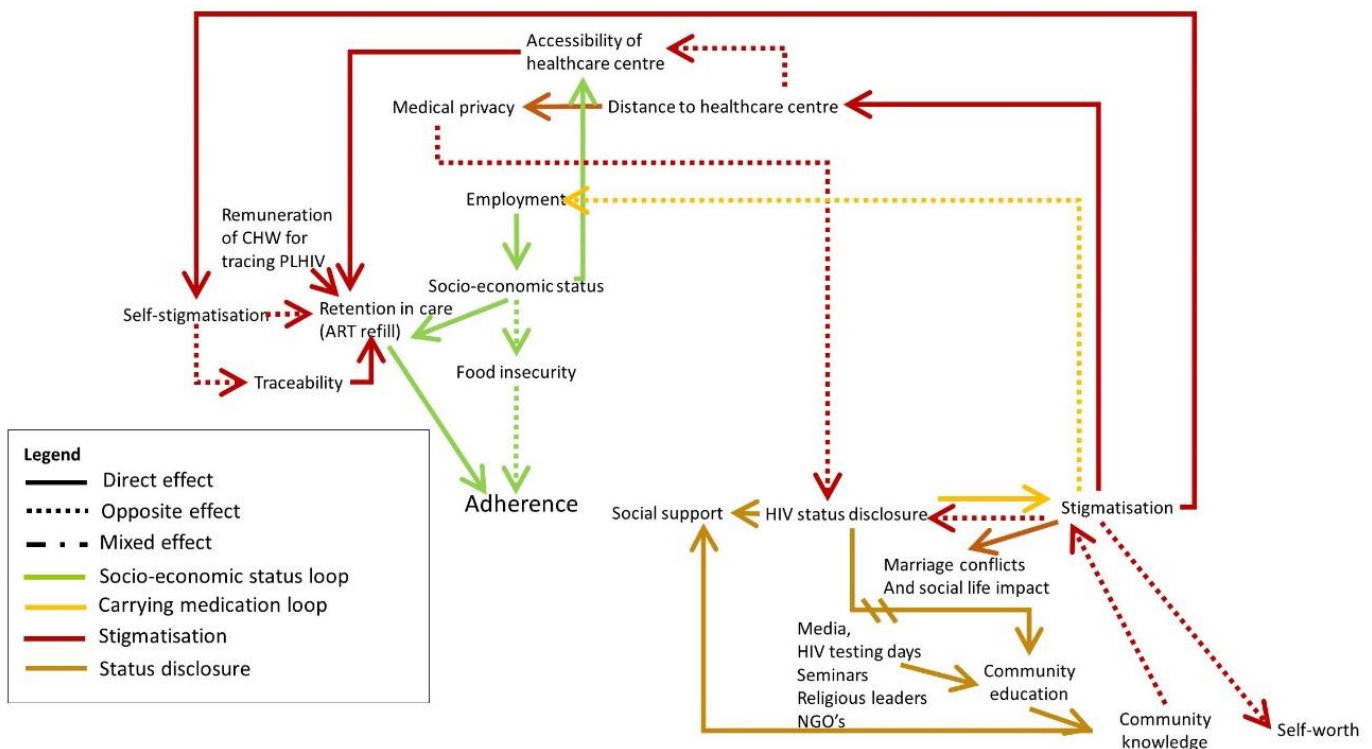 Accessibility of
healthcare centre
Medical privacy
Distance to healthcare centre
Employment
Remuneration
of CHW for
tracing PLHIV
Socio-economic status
Self-stigmatisation
Retention in care
(ART refill)
Traceability
Food insecurity
Adherence
Legend
Direct effect
Opposite effect
Mixed effect
Socio-economic status loop
Carrying medication loop
Stigmatisation
Status disclosure
Social support
HIV status disclosure
Stigmatisation
Marriage conflicts
And social life impact
Media,
HIV testing days
Seminars
Religious leaders
NGO's
Community
education
Community
knowledge
Self-worth